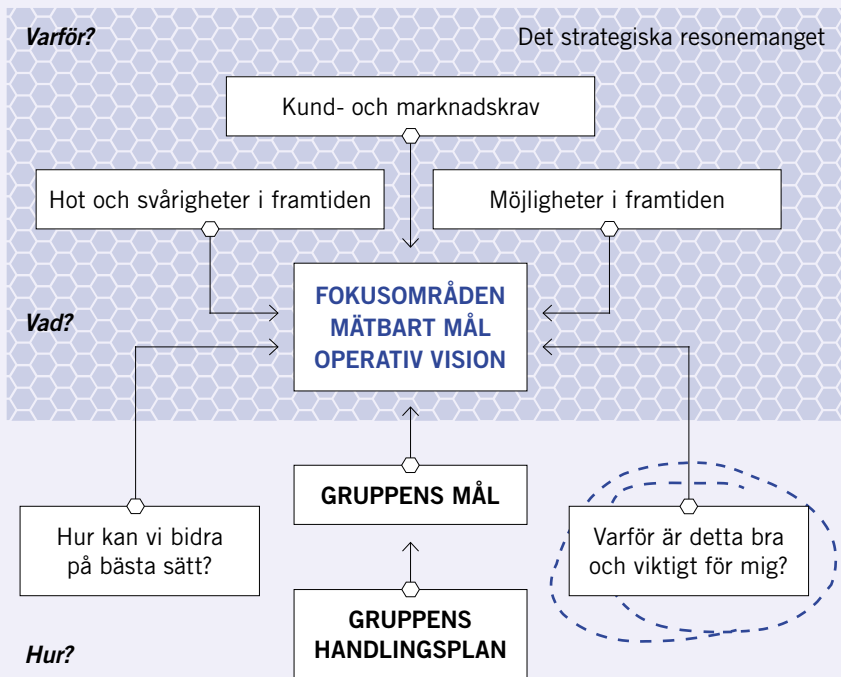 Varför?
Det strategiska resonemanget
Kund- och marknadskrav
Hot och svårigheter i framtiden
Möjligheter i framtiden
FOKUSOMRÅDEN
MÄTBART MÅL
OPERATIV VISION
Vad?
GRUPPENS MÅL
Hur kan vi bidra
på bästa sätt?
Varför är detta bra
och viktigt för mig?
GRUPPENS
HANDLINGSPLAN
Hur?